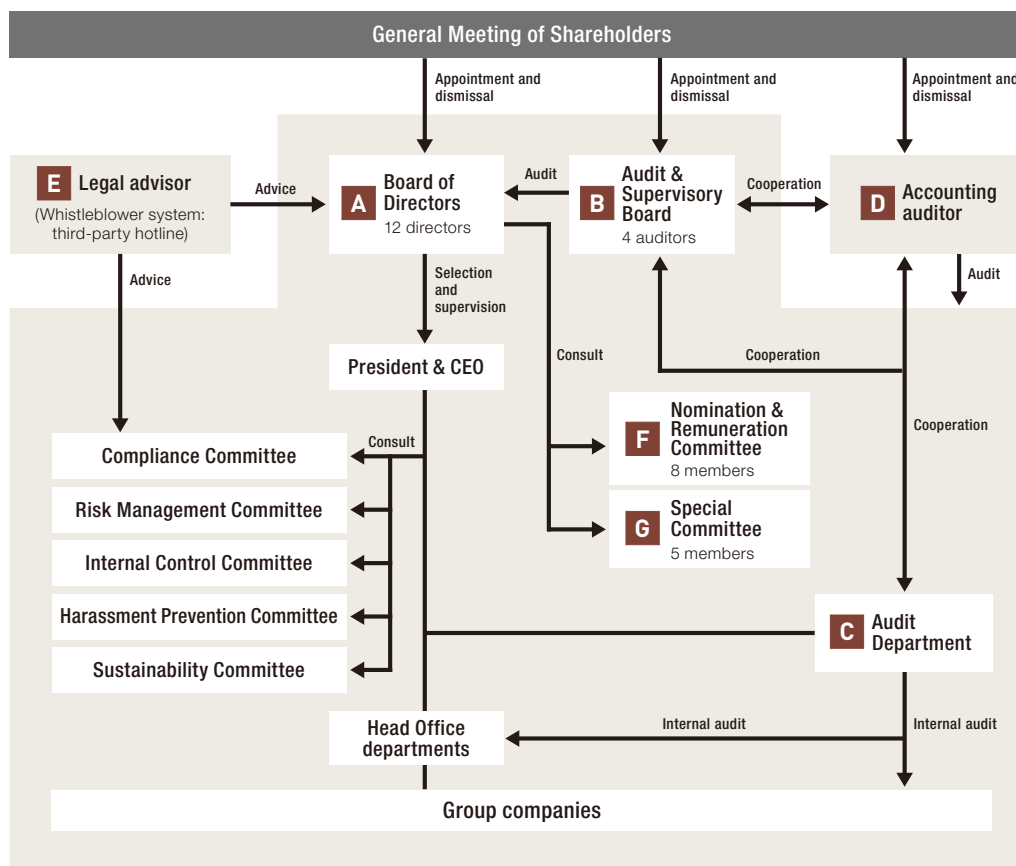 General Meeting of Shareholders
Appointment and
dismissal
Appointment and
dismissal
Appointment and
dismissal
E Legal advisor
(Whistleblower system:
third-party hotline)
Advice
A Board of
Directors
12 directors
Audit
B Audit &
Supervisory
Board
4 auditors
Cooperation
D Accounting
auditor
Advice
Selection
and
supervision
Audit
President & CEO
Consult
Cooperation
F Nomination &
Remuneration
Committee
8 members
Cooperation
Consult
Compliance Committee
Risk Management Committee
G Special
Committee
5 members
Internal Control Committee
Harassment Prevention Committee
C Audit
Department
Sustainability Committee
Head Office
departments
Internal audit
Internal audit
Group companies